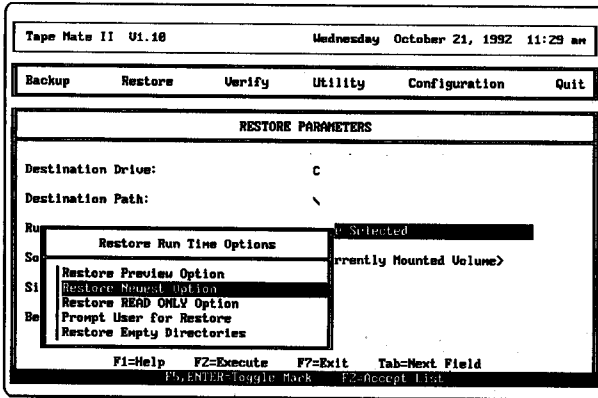 Tape Mate II V1.10 Wednesday October 21, 1992 11:29 am
Backup Restore Verify Utility Configuration Quit
RESTORE PARAMETERS
Destination Drive: C
Destination Path: \
Ru Selected
Restore Run Time Options
So rrently Mounted Volume>
Restore Preview Option
Si Restore Newest Option
Restore READ ONLY Option
Be Prompt User for Restore
Restore Empty Directories
F1=Help F2=Execute F7=Exit Tab=Next Field
F5,ENTER=Toggle Mark F2=Accept List